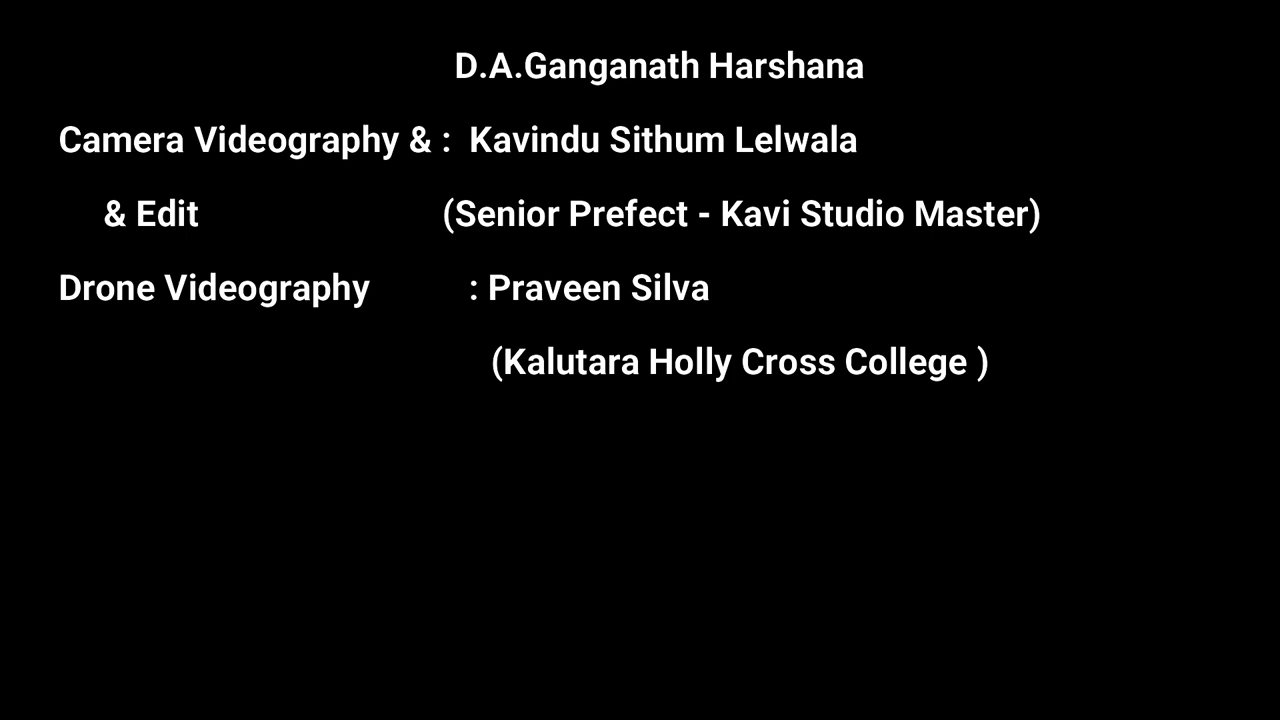 D.A.Ganganath Harshana
Camera Videography & : Kavindu Sithum Lelwala
& Edit (Senior Prefect - Kavi Studio Master)
Drone Videography : Praveen Silva
(Kalutara Holly Cross College )